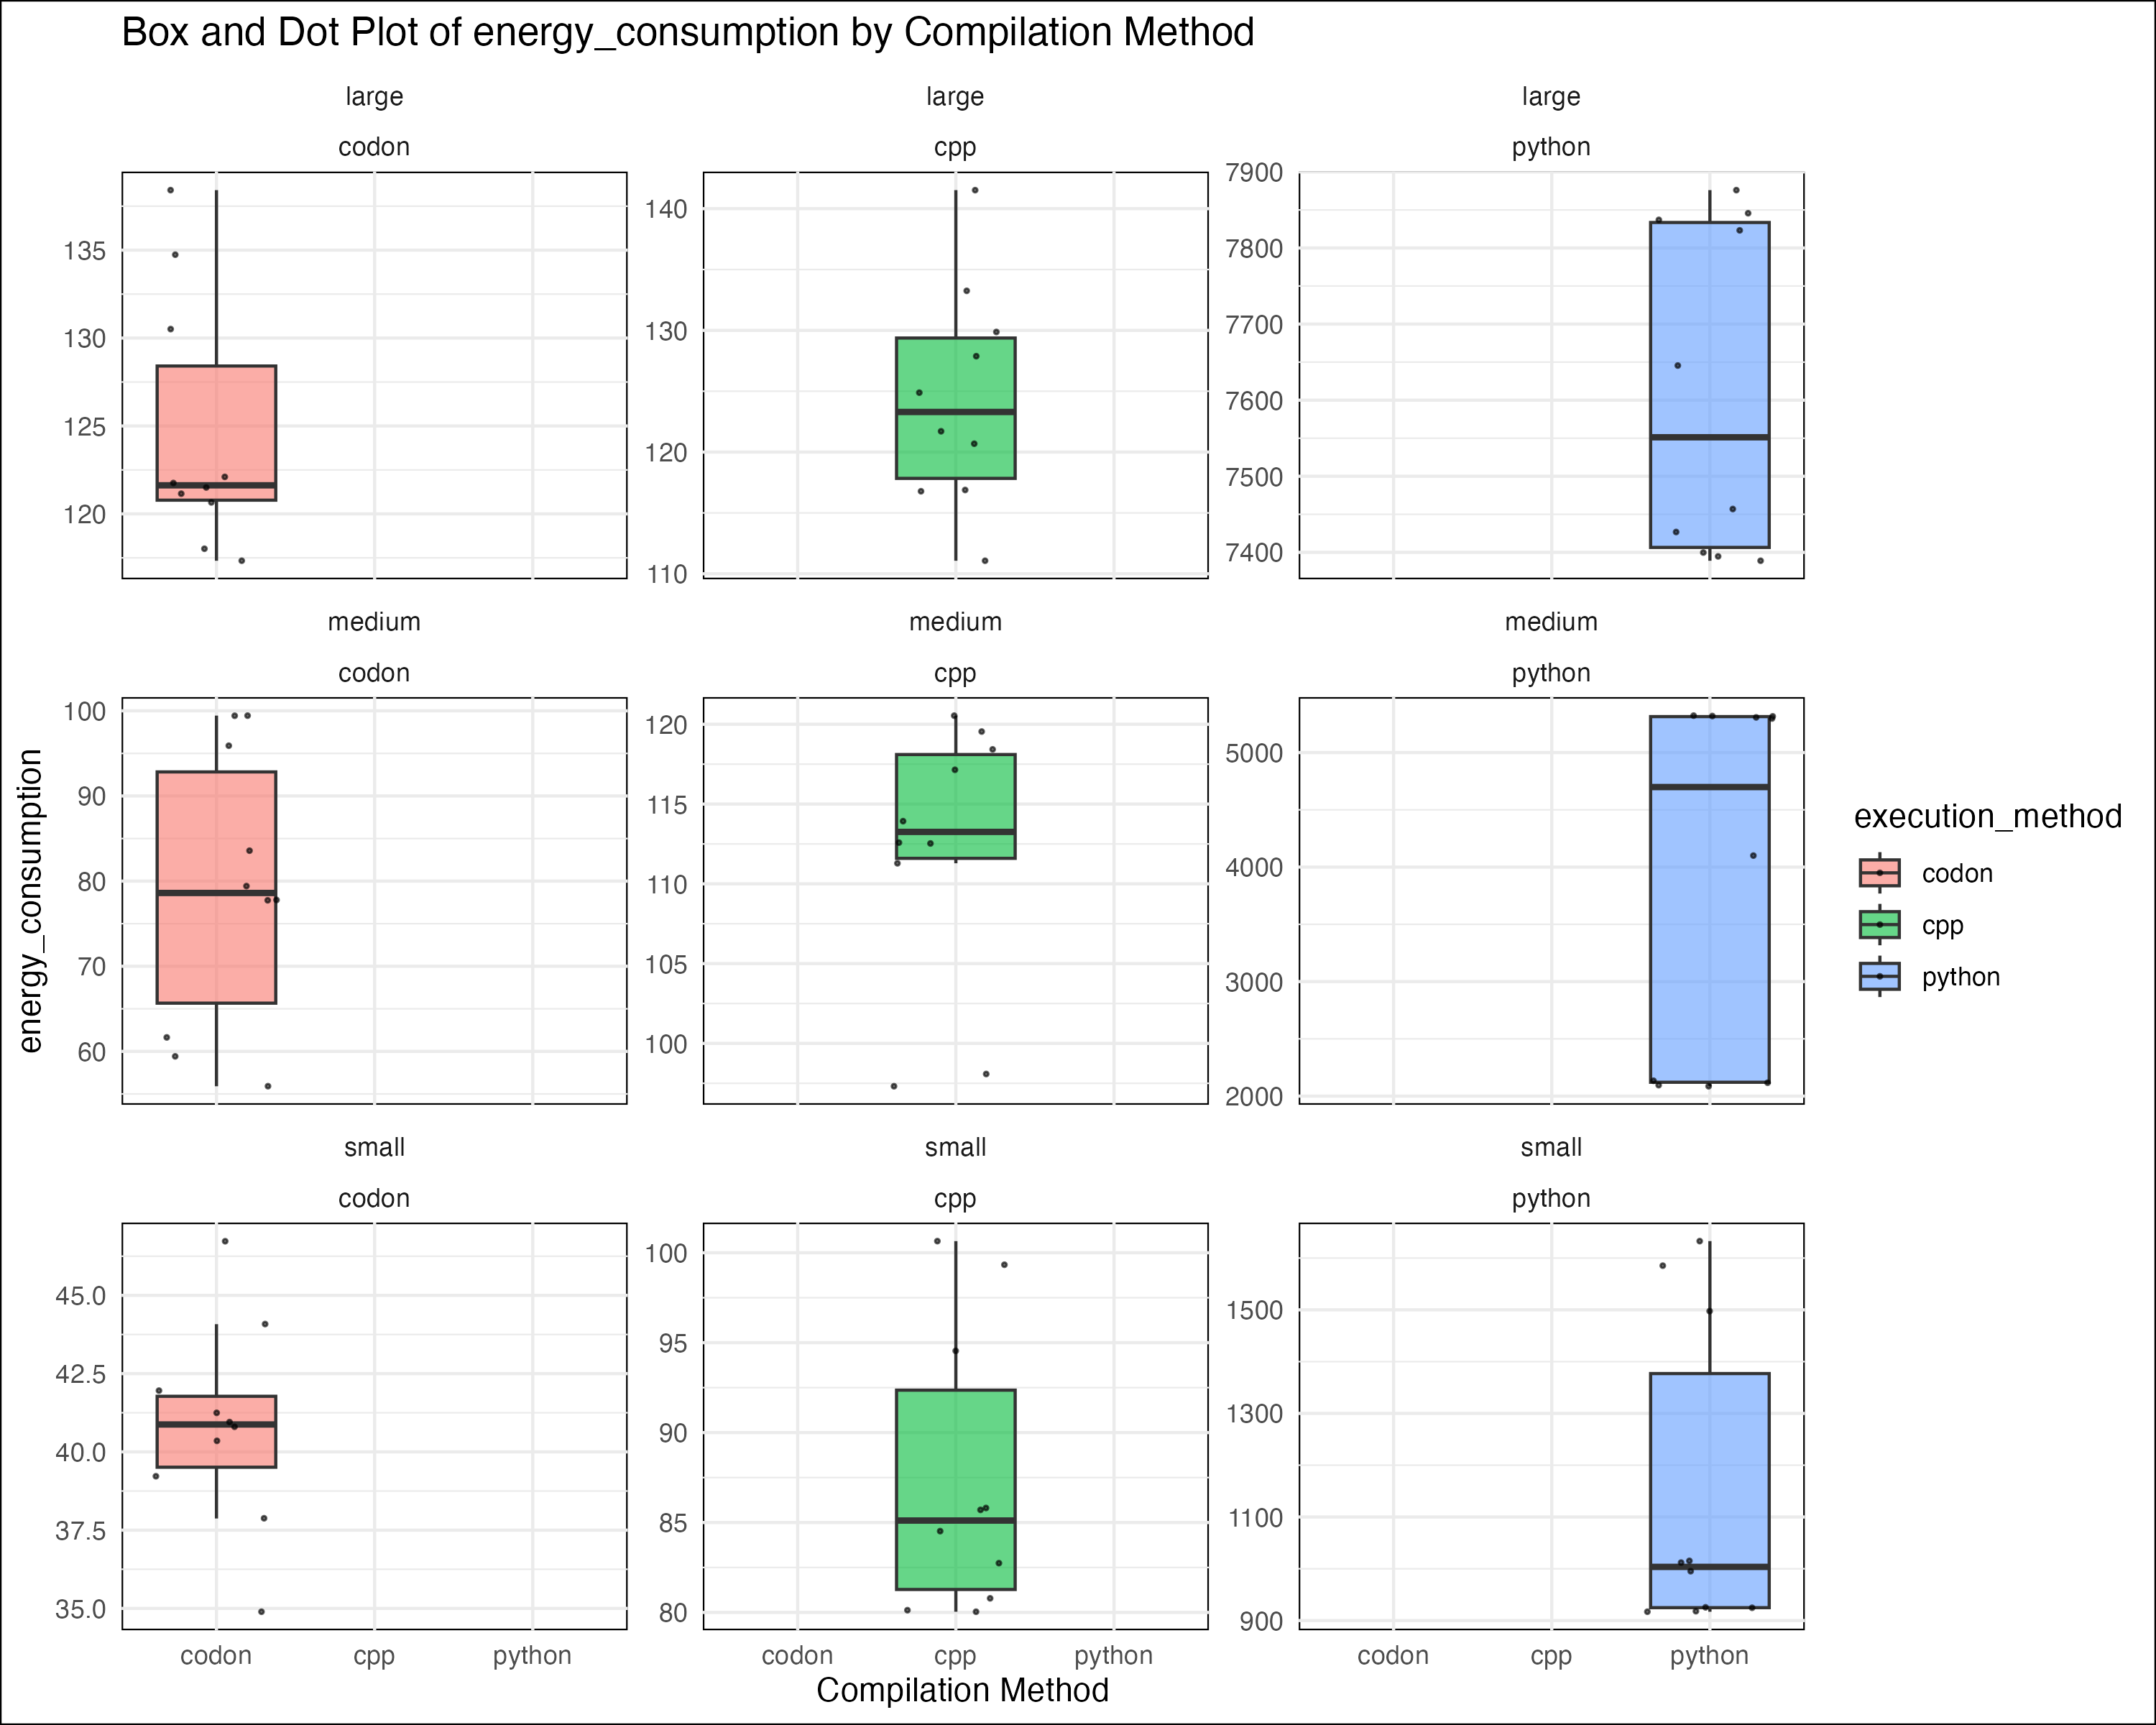 Box and Dot Plot of energy_consumption by Compilation Method
large
codon
large
cpp
large
python
135
130
125
120
140
130
120
110
7900
7800
7700
7600
7500
7400
medium
codon
medium
cpp
medium
python
100
90
80
70
60
120
115
110
105
100
5000
4000
3000
2000
small
codon
small
cpp
small
python
45.0
42.5
40.0
37.5
35.0
100
95
90
85
80
1500
1300
1100
900
codon cpp python
codon cpp python
codon cpp python
Compilation Method
energy_consumption
execution_method
codon
cpp
python